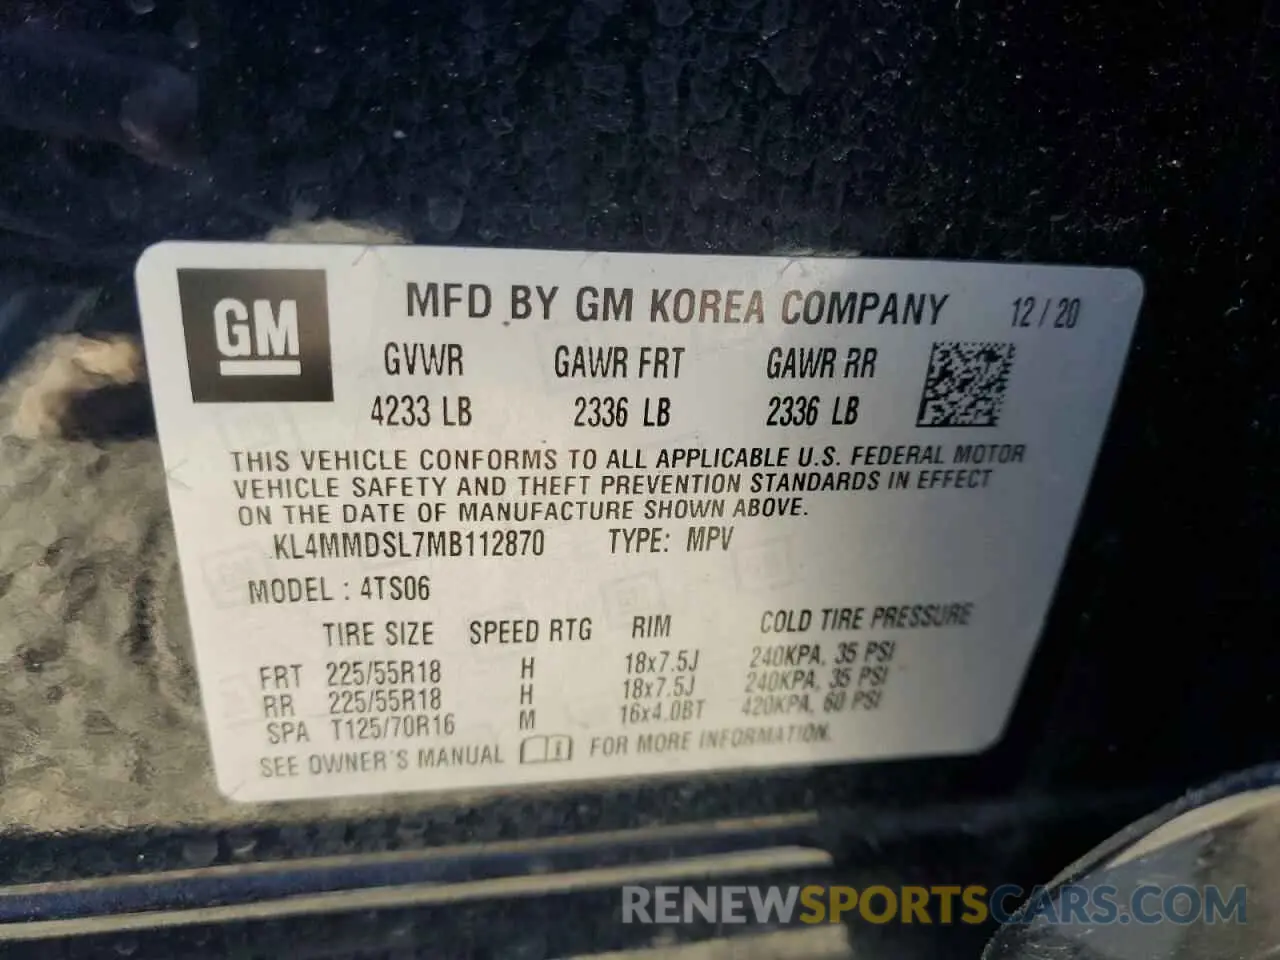 GM
MFD BY GM KOREA COMPANY 12/20
GVWR GAWR FRT GAWR RR
4233 LB 2336 LB 2336 LB
THIS VEHICLE CONFORMS TO ALL APPLICABLE U.S. FEDERAL MOTOR
VEHICLE SAFETY AND THEFT PREVENTION STANDARDS IN EFFECT
ON THE DATE OF MANUFACTURE SHOWN ABOVE.
KL4MMDSL7MB112870 TYPE: MPV
MODEL : 4TS06
TIRE SIZE SPEED RTG RIM COLD TIRE PRESSURE
FRT 225/55R18 H 18x7.5J 240KPA, 35 PSI
RR 225/55R18 H 18x7.5J 240KPA, 35 PSI
SPA T125/70R16 M 16x4.0BT 420KPA, 60 PSI
SEE OWNER'S MANUAL FOR MORE INFORMATION.
RENEWSPORTSCARS.COM